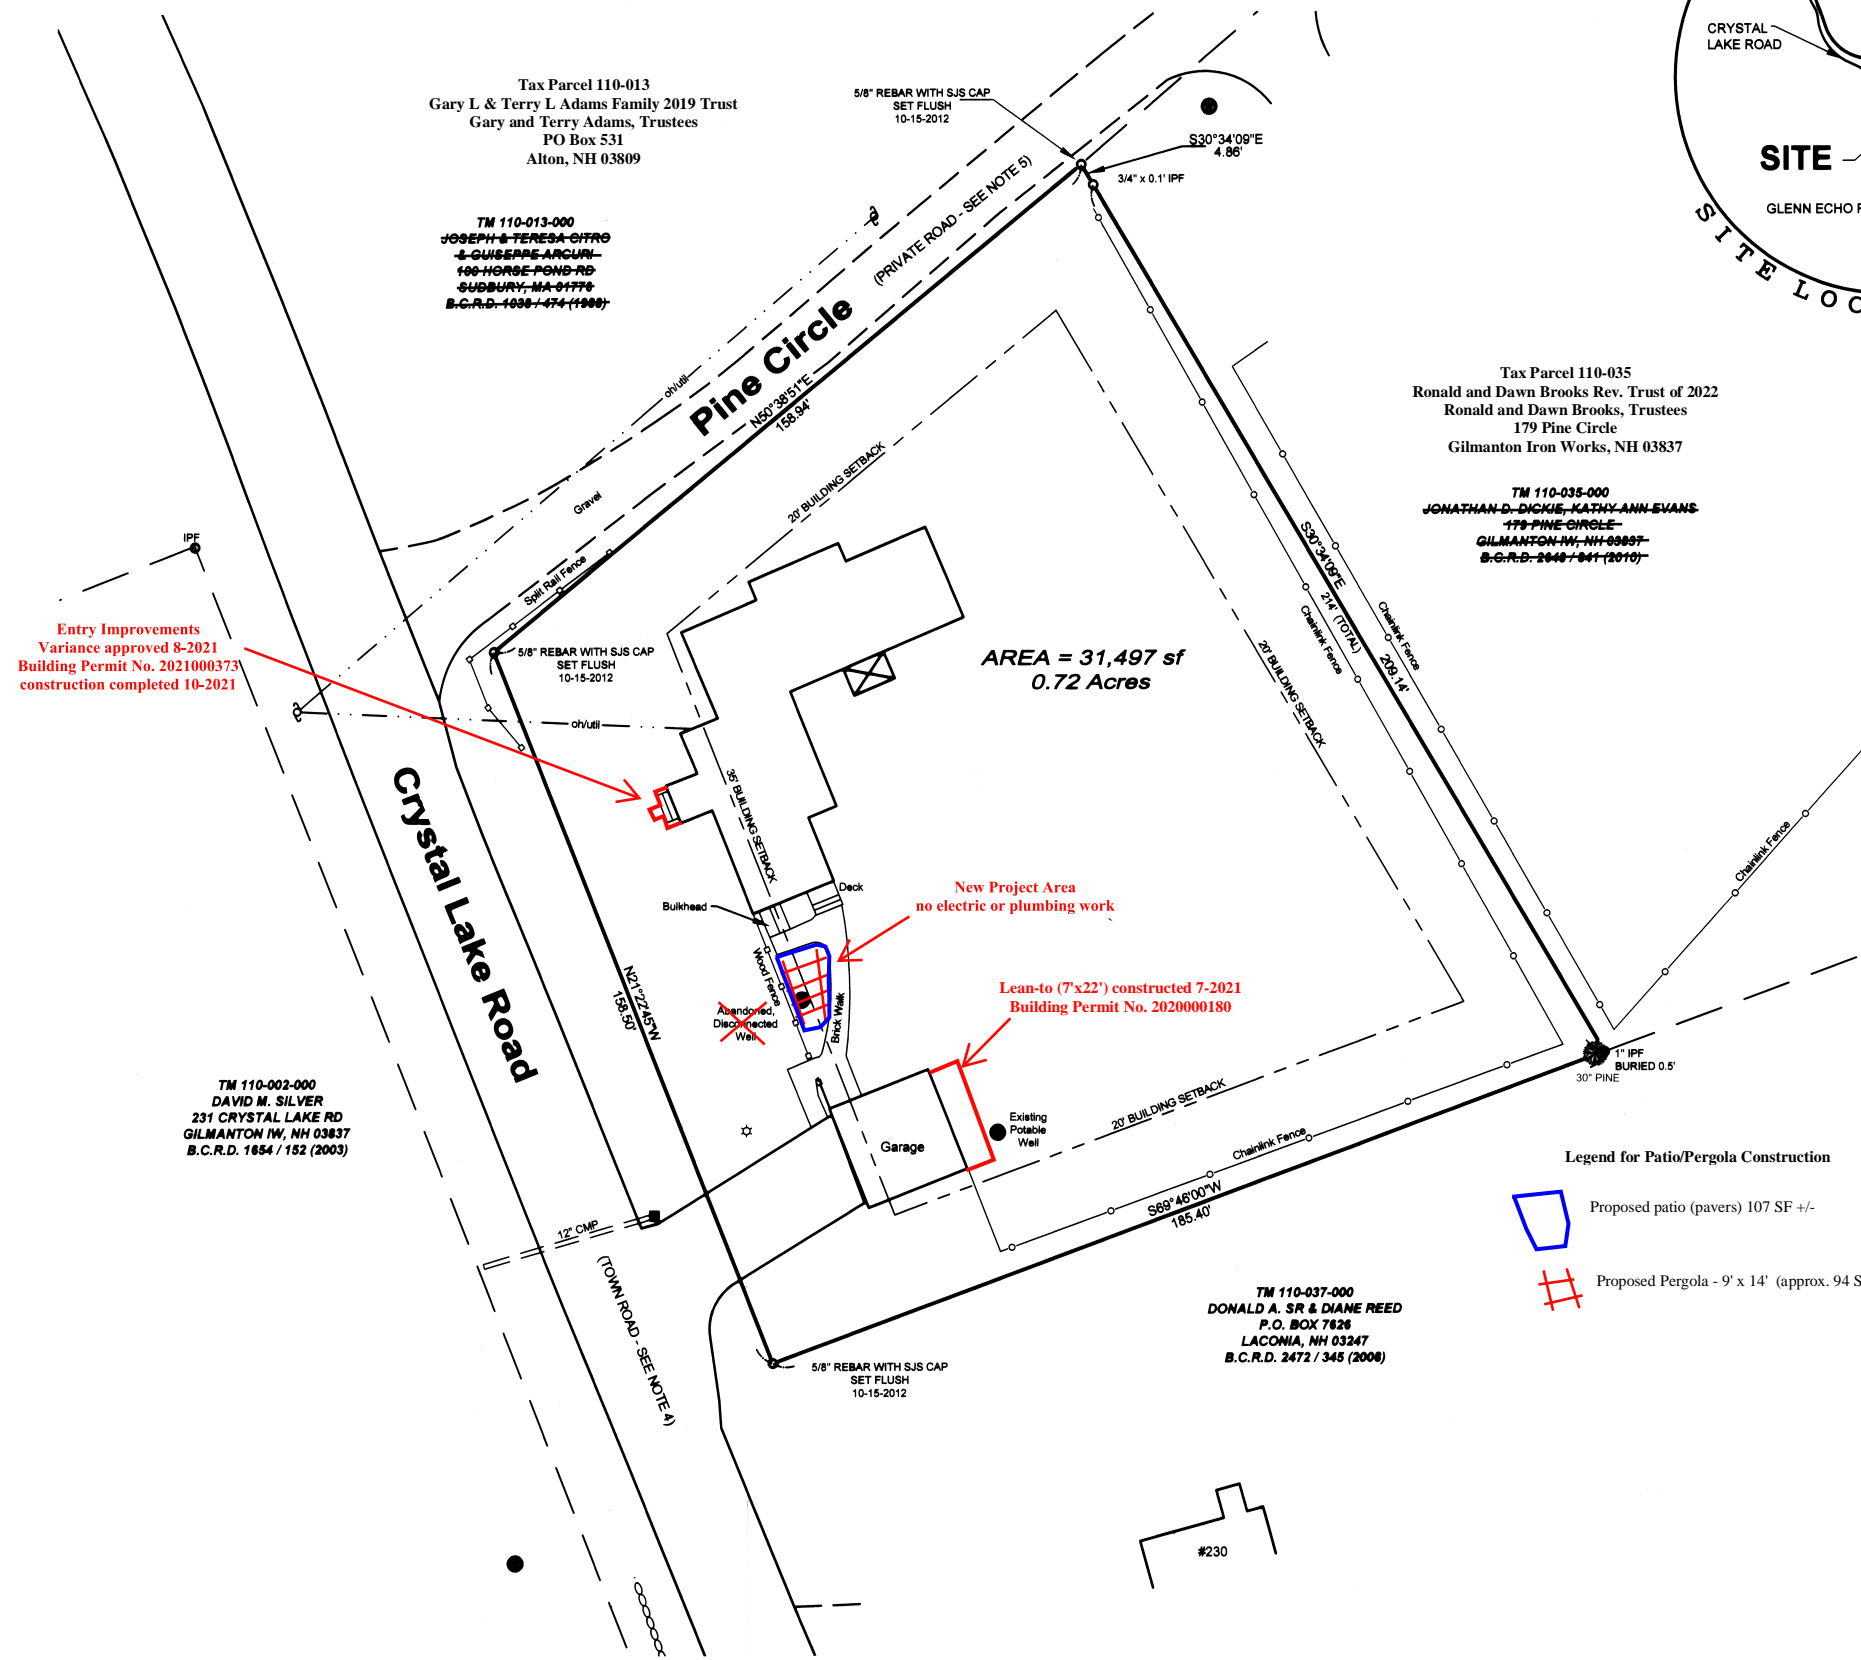 CRYSTAL
LAKE ROAD
SITE
GLENN ECHO
SITE LOC
Tax Parcel 110-013
Gary L & Terry L Adams Family 2019 Trust
Gary and Terry Adams, Trustees
PO Box 531
Alton, NH 03809
TM 110-013-000
JOSEPH & TERESA CITRO
& GUISEPPE ARCURI
100 HORSE POND RD
SUDBURY, MA 01776
B.C.R.D. 1038 / 474 (1988)
5/8" REBAR WITH SJS CAP
SET FLUSH
10-15-2012
S30°34'09"E
4.86'
3/4" x 0.1' IPF
(PRIVATE ROAD - SEE NOTE 5)
Pine Circle
N50°38'51"E
158.94'
oh/util
Gravel
Split Rail Fence
20' BUILDING SETBACK
Tax Parcel 110-035
Ronald and Dawn Brooks Rev. Trust of 2022
Ronald and Dawn Brooks, Trustees
179 Pine Circle
Gilmanton Iron Works, NH 03837
TM 110-035-000
JONATHAN D. DICKIE, KATHY ANN EVANS
179 PINE CIRCLE
GILMANTON IW, NH 03837
B.C.R.D. 2648 / 841 (2010)
IPF
Entry Improvements
Variance approved 8-2021
Building Permit No. 2021000373
construction completed 10-2021
5/8" REBAR WITH SJS CAP
SET FLUSH
10-15-2012
oh/util
AREA = 31,497 sf
0.72 Acres
S30°34'09"E
214' (TOTAL)
209.14'
Chainlink Fence
Chainlink Fence
20' BUILDING SETBACK
Chainlink Fence
35' BUILDING SETBACK
Crystal Lake Road
Deck
Bulkhead
New Project Area
no electric or plumbing work
Wood Fence
Abandoned,
Disconnected
Well
Brick Walk
N21°22'45"W
158.50'
Lean-to (7'x22') constructed 7-2021
Building Permit No. 2020000180
Garage
Existing
Potable
Well
20' BUILDING SETBACK
Chainlink Fence
S69°46'00"W
185.40'
1" IPF
BURIED 0.5'
30" PINE
TM 110-002-000
DAVID M. SILVER
231 CRYSTAL LAKE RD
GILMANTON IW, NH 03837
B.C.R.D. 1654 / 152 (2003)
Legend for Patio/Pergola Construction
Proposed patio (pavers) 107 SF +/-
Proposed Pergola - 9' x 14' (approx. 94 S
12" CMP
(TOWN ROAD - SEE NOTE 4)
5/8" REBAR WITH SJS CAP
SET FLUSH
10-15-2012
TM 110-037-000
DONALD A. SR & DIANE REED
P.O. BOX 7626
LACONIA, NH 03247
B.C.R.D. 2472 / 345 (2006)
#230